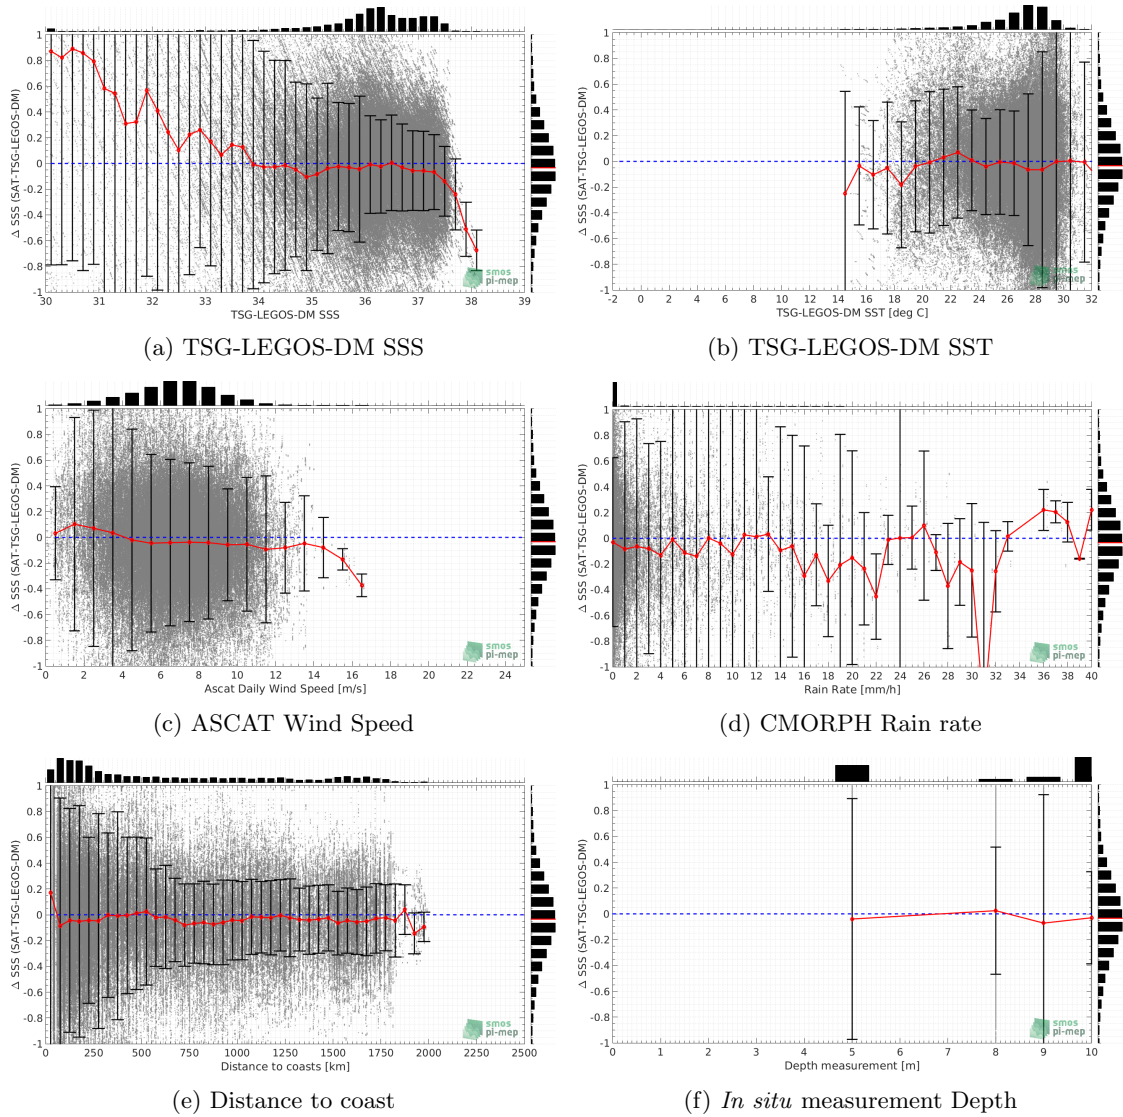 1
0.8
0.6
0.4
0.2
0
-0.2
-0.4
-0.6
-0.8
-1
Δ SSS (SAT-TSG-LEGOS-DM)
30 31 32 33 34 35 36 37 38 39
TSG-LEGOS-DM SSS
smos
pi-mep
(a) TSG-LEGOS-DM SSS
1
0.8
0.6
0.4
0.2
0
-0.2
-0.4
-0.6
-0.8
-1
Δ SSS (SAT-TSG-LEGOS-DM)
-2 0 2 4 6 8 10 12 14 16 18 20 22 24 26 28 30 32
TSG-LEGOS-DM SST [deg C]
smos
pi-mep
(b) TSG-LEGOS-DM SST
1
0.8
0.6
0.4
0.2
0
-0.2
-0.4
-0.6
-0.8
-1
Δ SSS (SAT-TSG-LEGOS-DM)
0 2 4 6 8 10 12 14 16 18 20 22 24
Ascat Daily Wind Speed [m/s]
smos
pi-mep
(c) ASCAT Wind Speed
1
0.8
0.6
0.4
0.2
0
-0.2
-0.4
-0.6
-0.8
-1
Δ SSS (SAT-TSG-LEGOS-DM)
0 2 4 6 8 10 12 14 16 18 20 22 24 26 28 30 32 34 36 38 40
Rain Rate [mm/h]
smos
pi-mep
(d) CMORPH Rain rate
1
0.8
0.6
0.4
0.2
0
-0.2
-0.4
-0.6
-0.8
-1
Δ SSS (SAT-TSG-LEGOS-DM)
0 250 500 750 1000 1250 1500 1750 2000 2250 2500
Distance to coasts [km]
smos
pi-mep
(e) Distance to coast
1
0.8
0.6
0.4
0.2
0
-0.2
-0.4
-0.6
-0.8
-1
Δ SSS (SAT-TSG-LEGOS-DM)
0 1 2 3 4 5 6 7 8 9 10
Depth measurement [m]
smos
pi-mep
(f) In situ measurement Depth